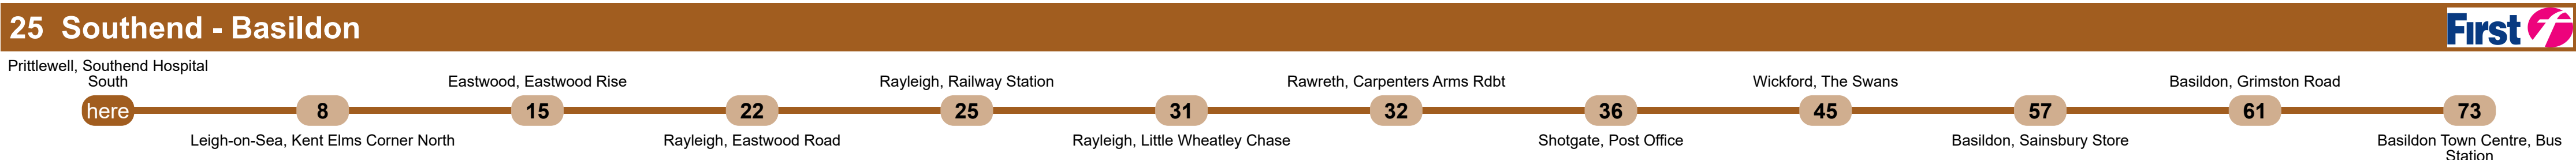 25 Southend - Basildon
First
Prittlewell, Southend Hospital
South
Eastwood, Eastwood Rise
Rayleigh, Railway Station
Rawreth, Carpenters Arms Rdbt
Wickford, The Swans
Basildon, Grimston Road
here 8 15 22 25 31 32 36 45 57 61 73
Leigh-on-Sea, Kent Elms Corner North
Rayleigh, Eastwood Road
Rayleigh, Little Wheatley Chase
Shotgate, Post Office
Basildon, Sainsbury Store
Basildon Town Centre, Bus
Station